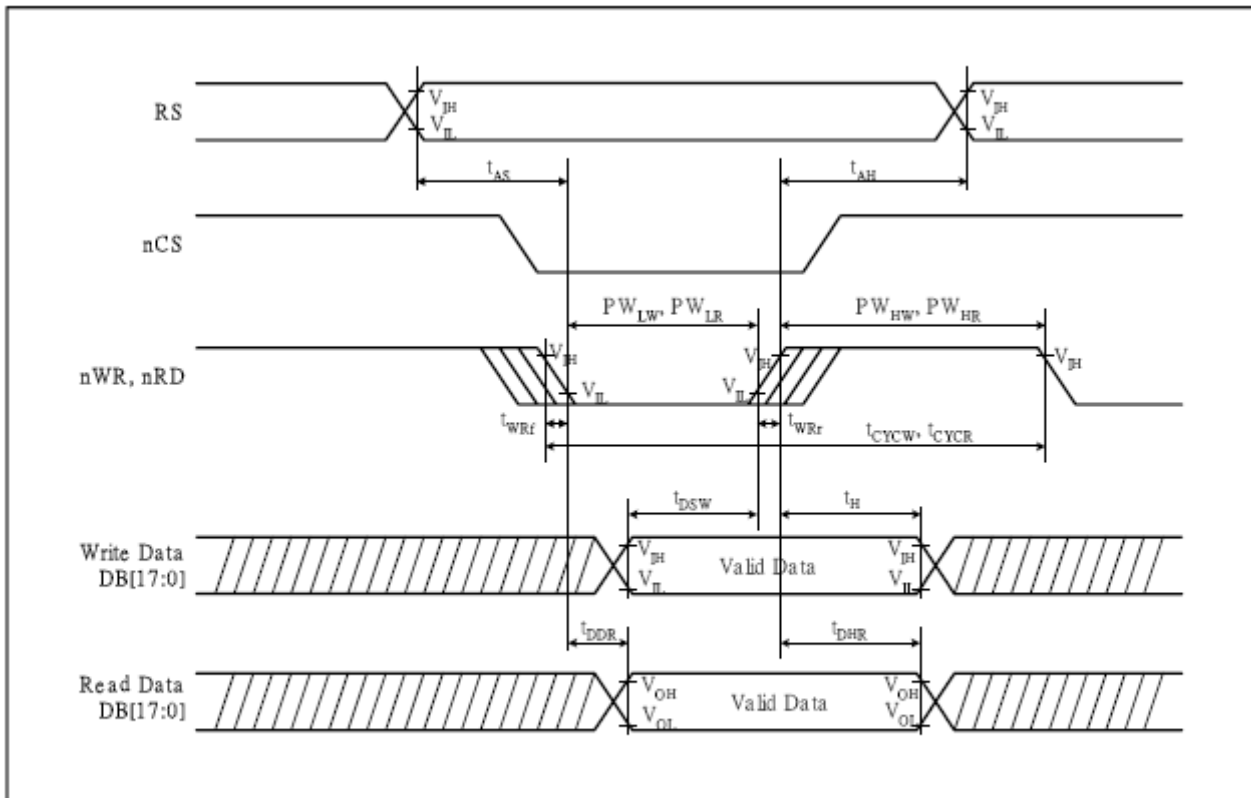 RS
V_IH
V_IL
V_IH
V_IL
t_AS
t_AH
nCS
PW_LW, PW_LR
PW_HW, PW_HR
nWR, nRD
V_IH
V_IL
V_IH
V_IL
V_IH
t_WRf
t_WRr
t_CYCW, t_CYCR
t_DSW
t_H
Write Data
DB[17:0]
V_IH
V_IL
Valid Data
V_IH
V_IL
t_DDR
t_DHR
Read Data
DB[17:0]
V_OH
V_OL
Valid Data
V_OH
V_OL